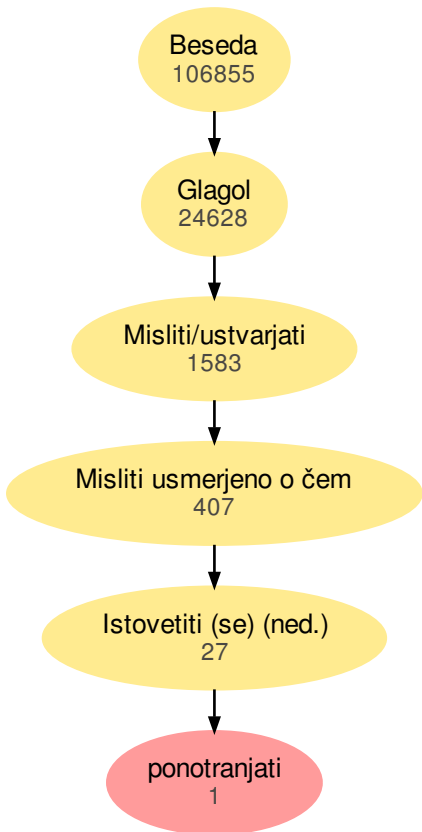 Beseda
106855
Glagol
24628
Misliti/ustvarjati
1583
Misliti usmerjeno o čem
407
Istovetiti (se) (ned.)
27
ponotranjati
1